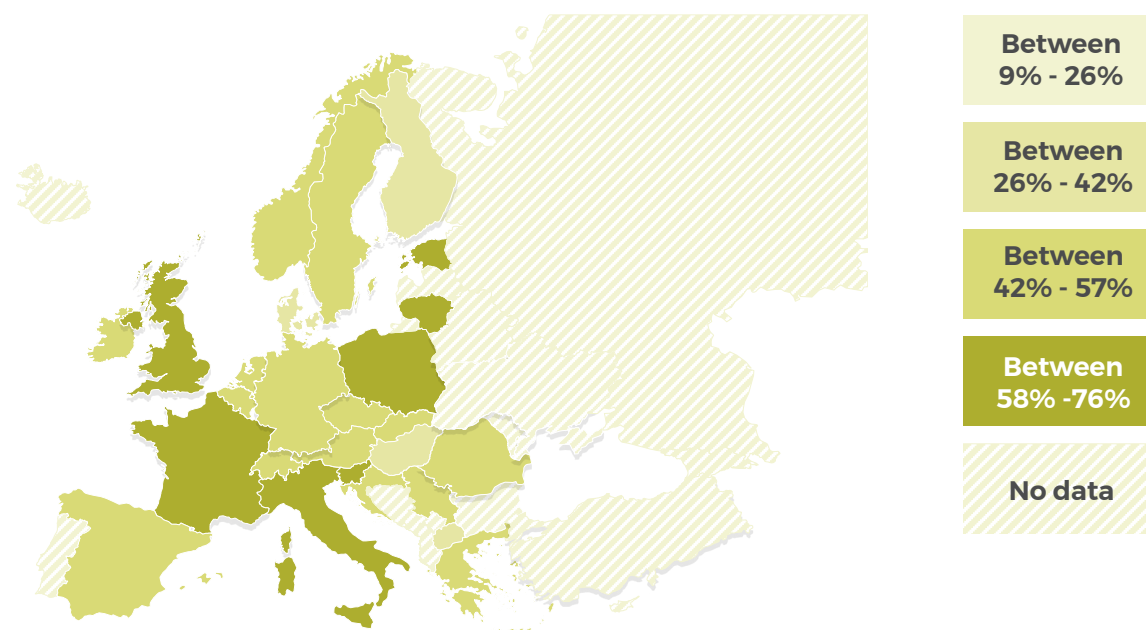 Between
9% - 26%
Between
26% - 42%
Between
42% - 57%
Between
58% -76%
No data